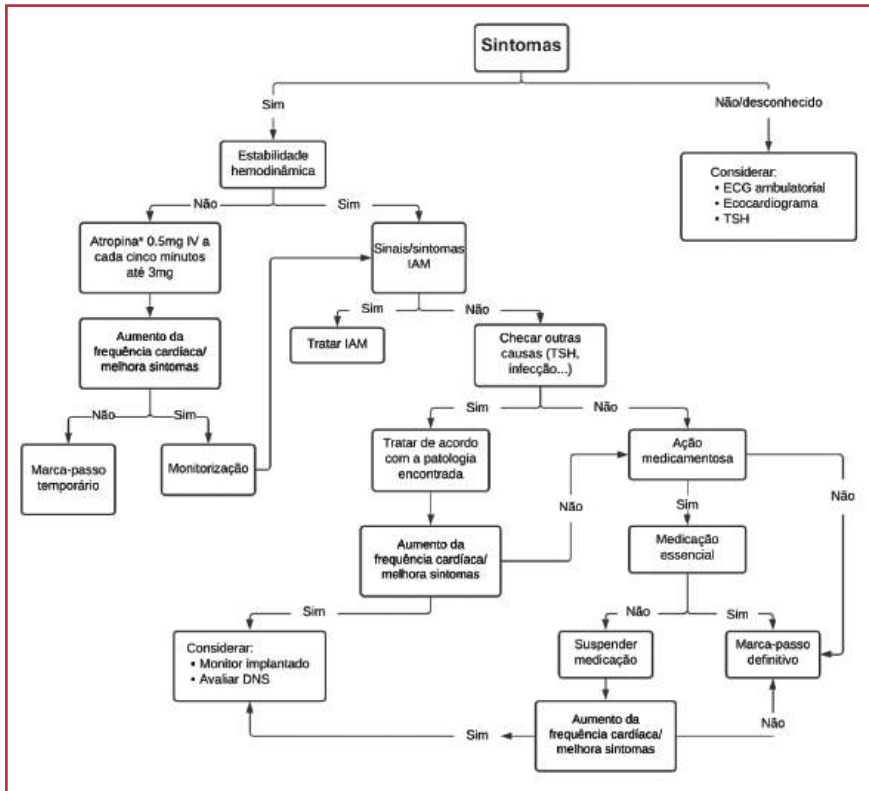 Sintomas
Sim
Não/desconhecido
Estabilidade
hemodinâmica
Considerar:
• ECG ambulatorial
• Ecocardiograma
• TSH
Não
Sim
Atropina* 0.5mg IV a
cada cinco minutos
até 3mg
Sinais/sintomas
IAM
Sim
Não
Aumento da
frequência cardíaca/
melhora sintomas
Tratar IAM
Checar outras
causas (TSH,
infecção...)
Não
Sim
Sim
Não
Marca-passo
temporário
Monitorização
Tratar de acordo
com a patologia
encontrada
Ação
medicamentosa
Não
Sim
Não
Aumento da
frequência cardíaca/
melhora sintomas
Medicação
essencial
Sim
Não
Sim
Considerar:
• Monitor implantado
• Avaliar DNS
Suspender
medicação
Marca-passo
definitivo
Sim
Aumento da
frequência cardíaca/
melhora sintomas
Não